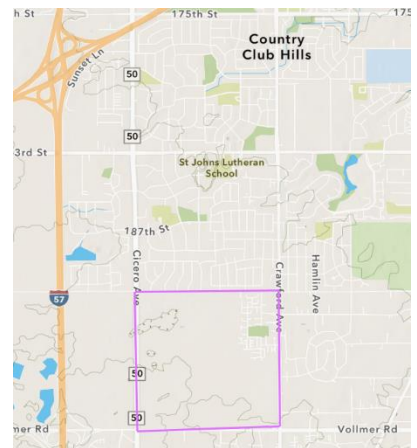 h St
175th St
175
Sunset Ln
Country
Club Hills
50
50
3rd St
St Johns Lutheran
School
187th St
Cicero Ave
Crawford Ave
Hamlin Ave
57
50
50
mer Rd
Vollmer Rd